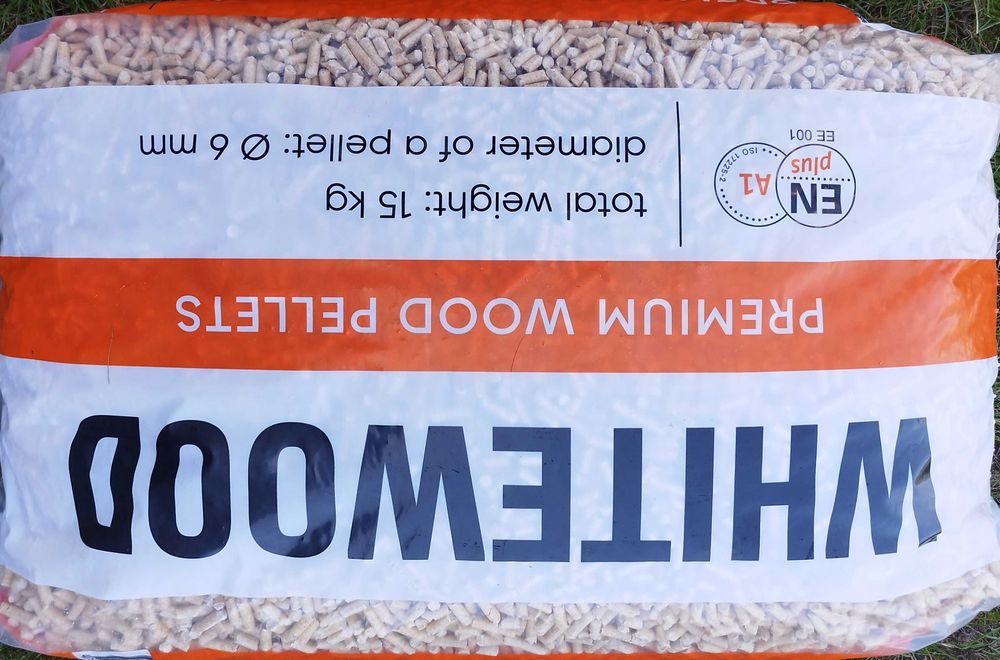 WHITEWOOD
PREMIUM WOOD PELLETS
EN plus
A1
ISO 17225-2
EE 001
total weight: 15 kg
diameter of a pellet: Ø 6 mm